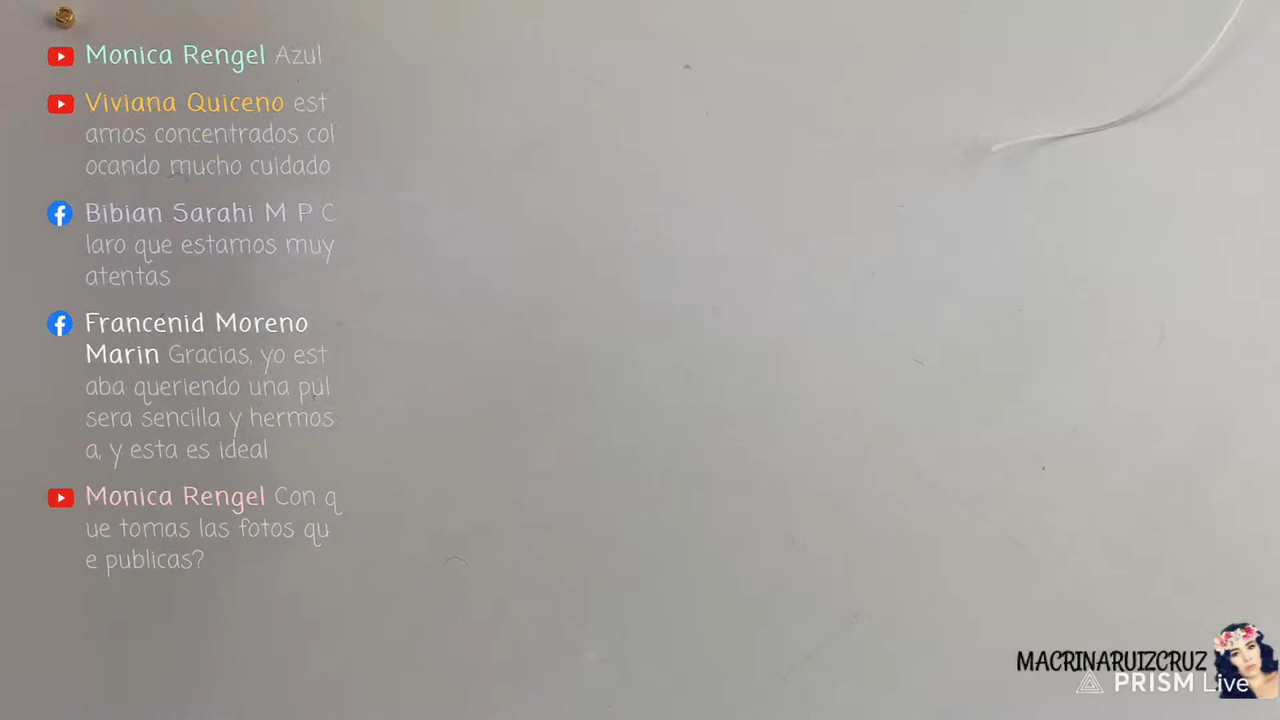 Monica Rengel Azul
Viviana Quiceno est
amos concentrados col
ocando mucho cuidado
Bibian Sarahi M P C
laro que estamos muy
atentas
Francenid Moreno
Marin Gracias, yo est
aba queriendo una pul
sera sencilla y hermos
a, y esta es ideal
Monica Rengel Con q
ue tomas las fotos qu
e publicas?
MACRINARUIZCRUZ
PRISM Live